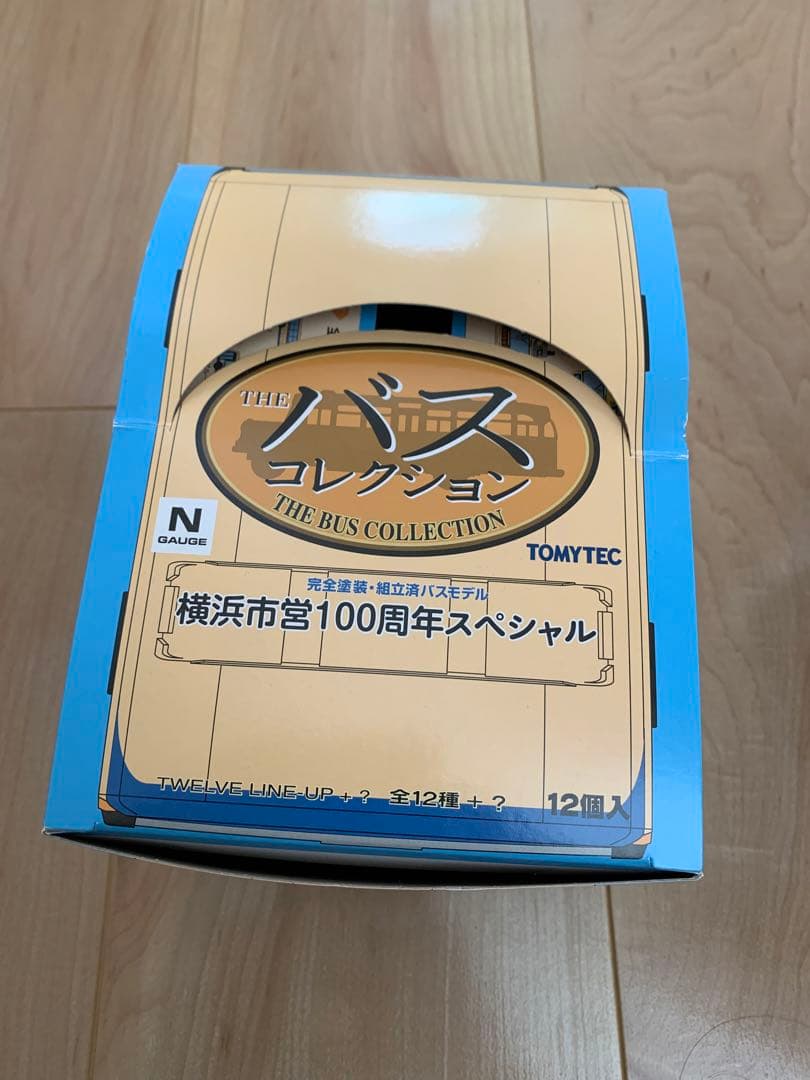 THE バス
コレクション
THE BUS COLLECTION
N
GAUGE
TOMYTEC
完全塗装・組立済バスモデル
横浜市営100周年スペシャル
TWELVE LINE-UP + ? 全12種 + ? 12個入